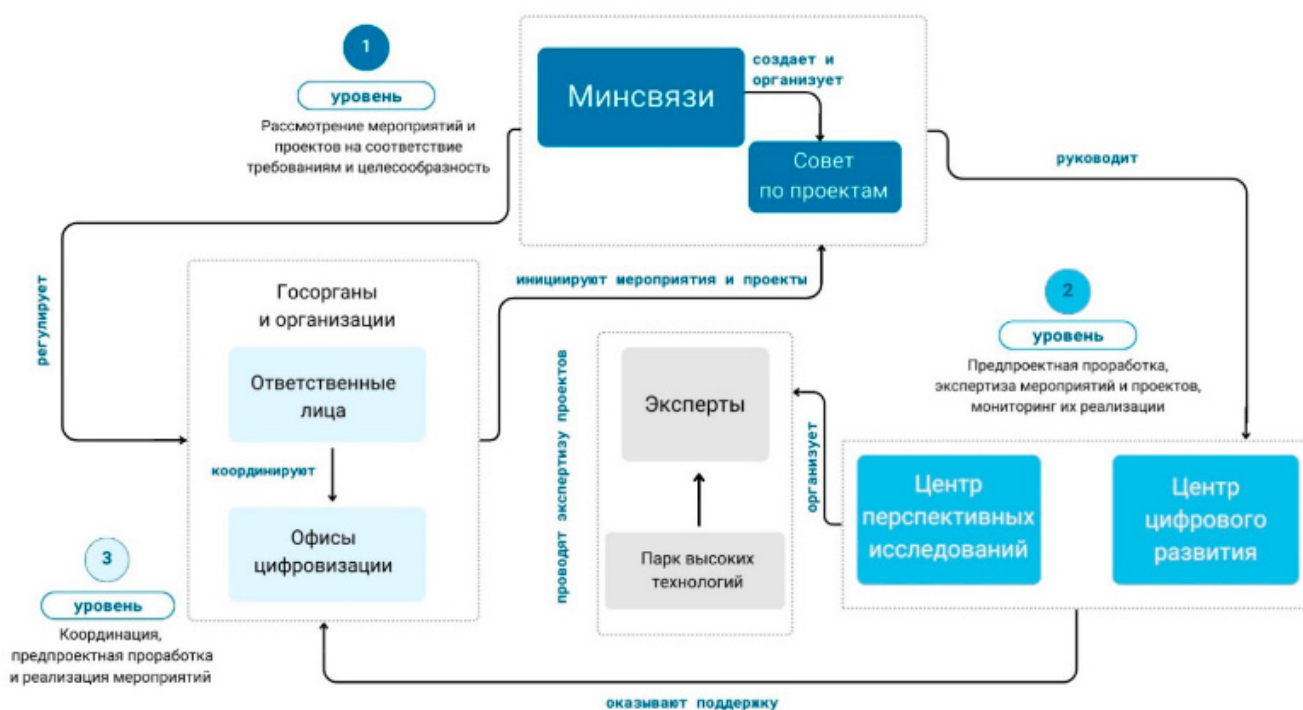 1
уровень
Рассмотрение мероприятий и
проектов на соответствие
требованиям и целесообразность
Минсвязи
создает и
организует
Совет
по проектам
руководит
регулирует
Госорганы
и организации
Ответственные
лица
координируют
Офисы
цифровизации
инициируют мероприятия и проекты
2
уровень
Предпроектная проработка,
экспертиза мероприятий и проектов,
мониторинг их реализации
проводят экспертизу проектов
Эксперты
Парк высоких
технологий
организует
Центр
перспективных
исследований
Центр
цифрового
развития
3
уровень
Координация,
предпроектная проработка
и реализация мероприятий
оказывают поддержку